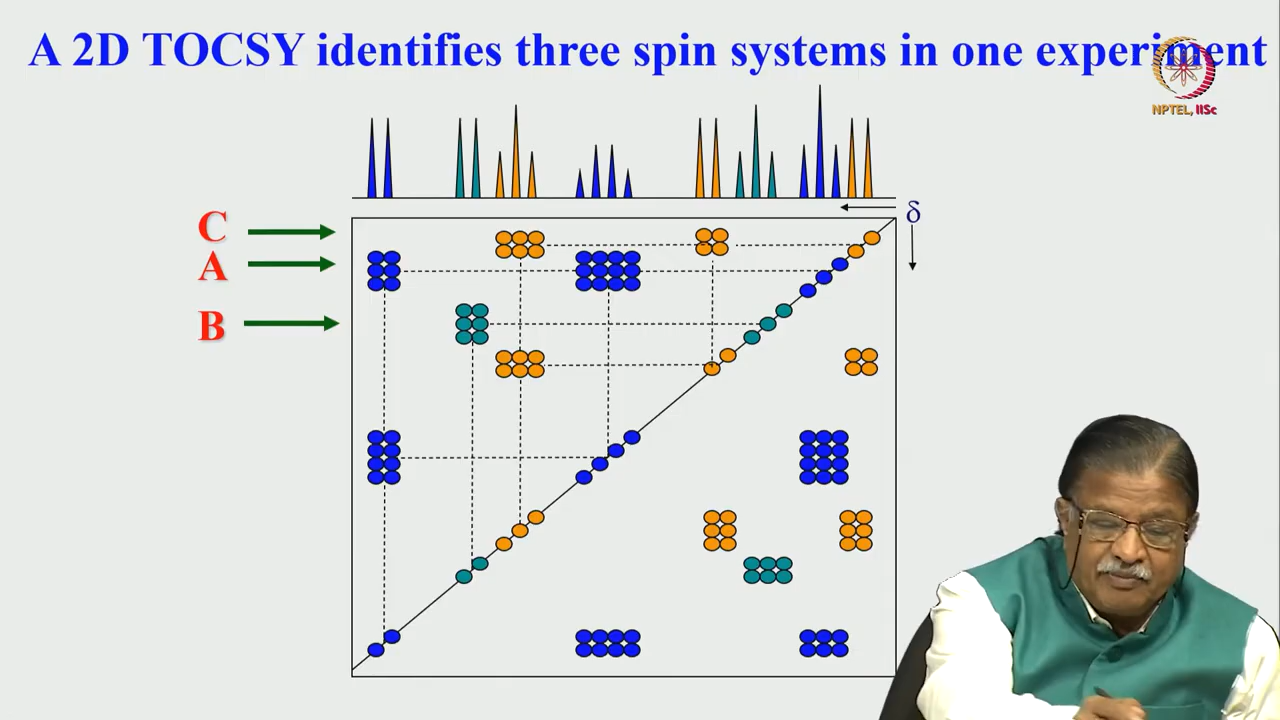 A 2D TOCSY identifies three spin systems in one experiment
NPTEL, IISc
δ
C
A
B